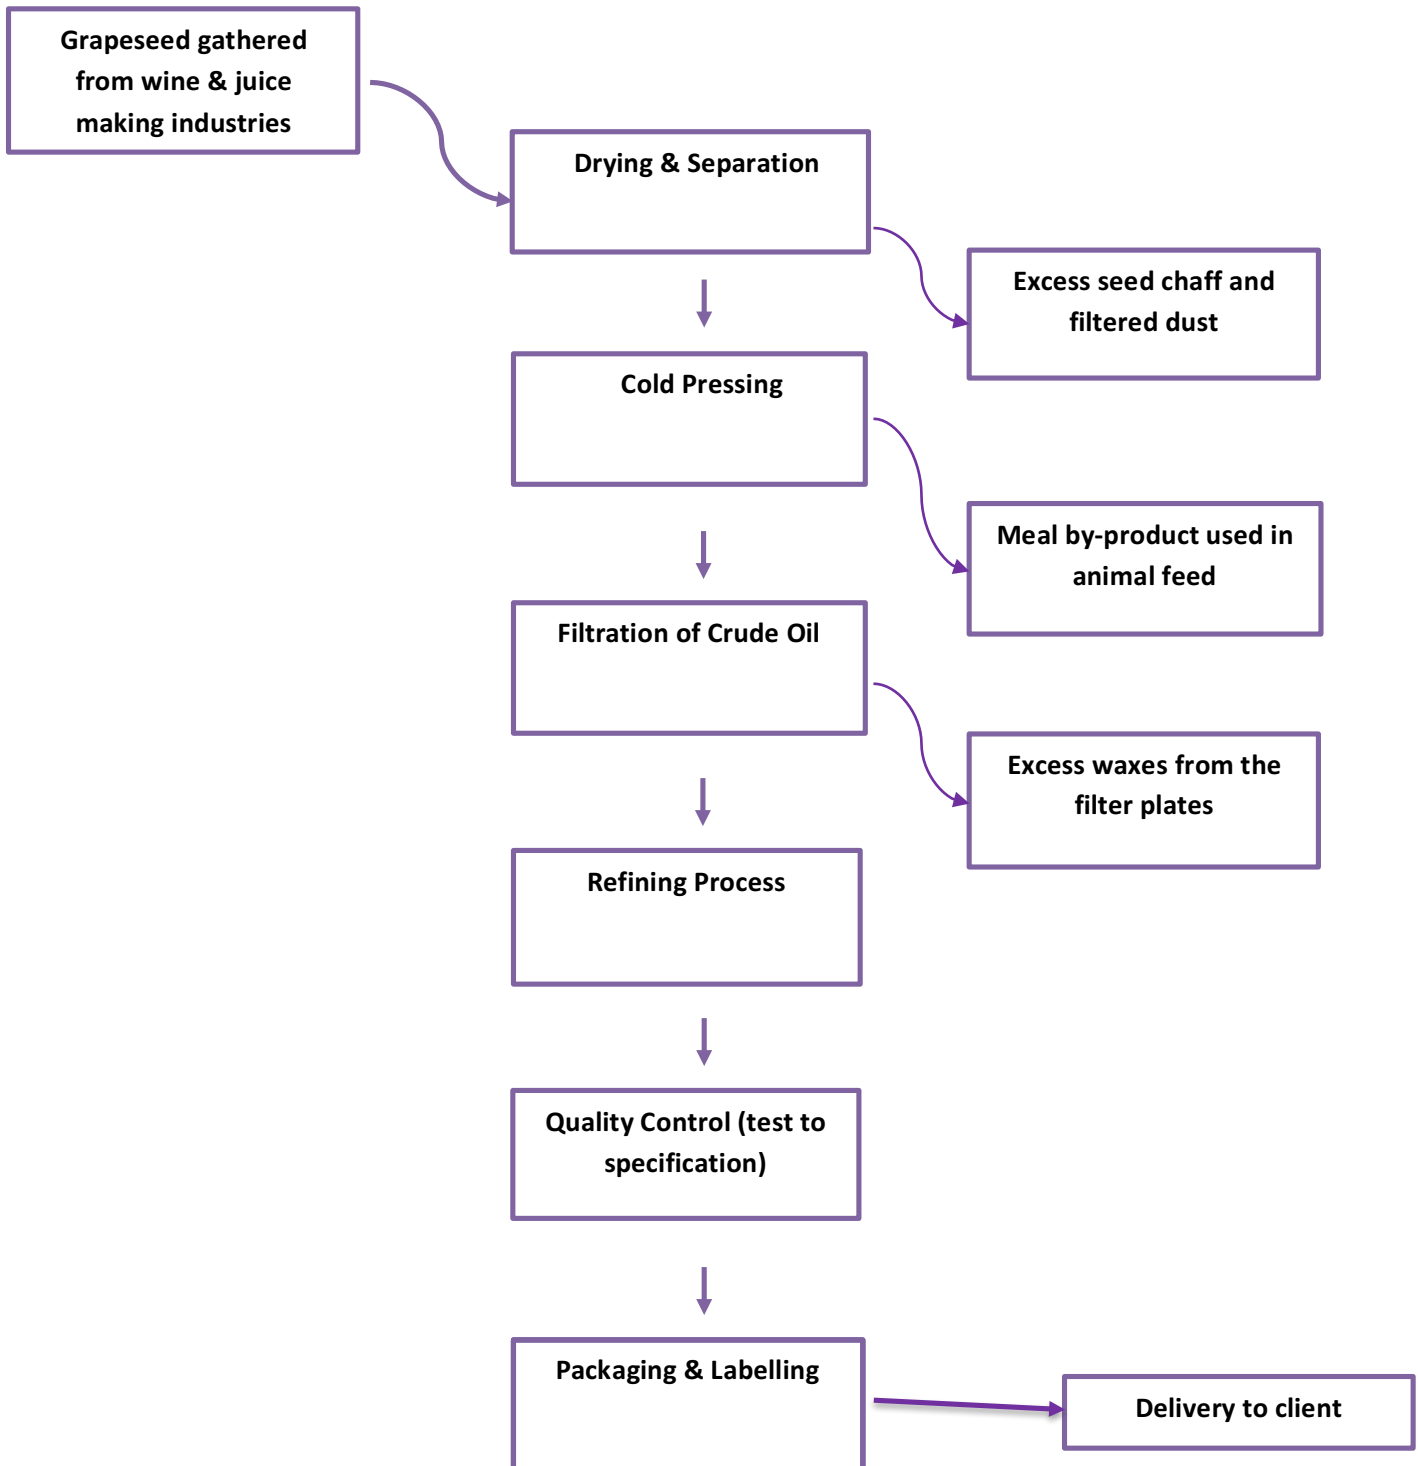 Grapeseed gathered
from wine & juice
making industries
Drying & Separation
Excess seed chaff and
filtered dust
Cold Pressing
Meal by-product used in
animal feed
Filtration of Crude Oil
Excess waxes from the
filter plates
Refining Process
Quality Control (test to
specification)
Packaging & Labelling
Delivery to client